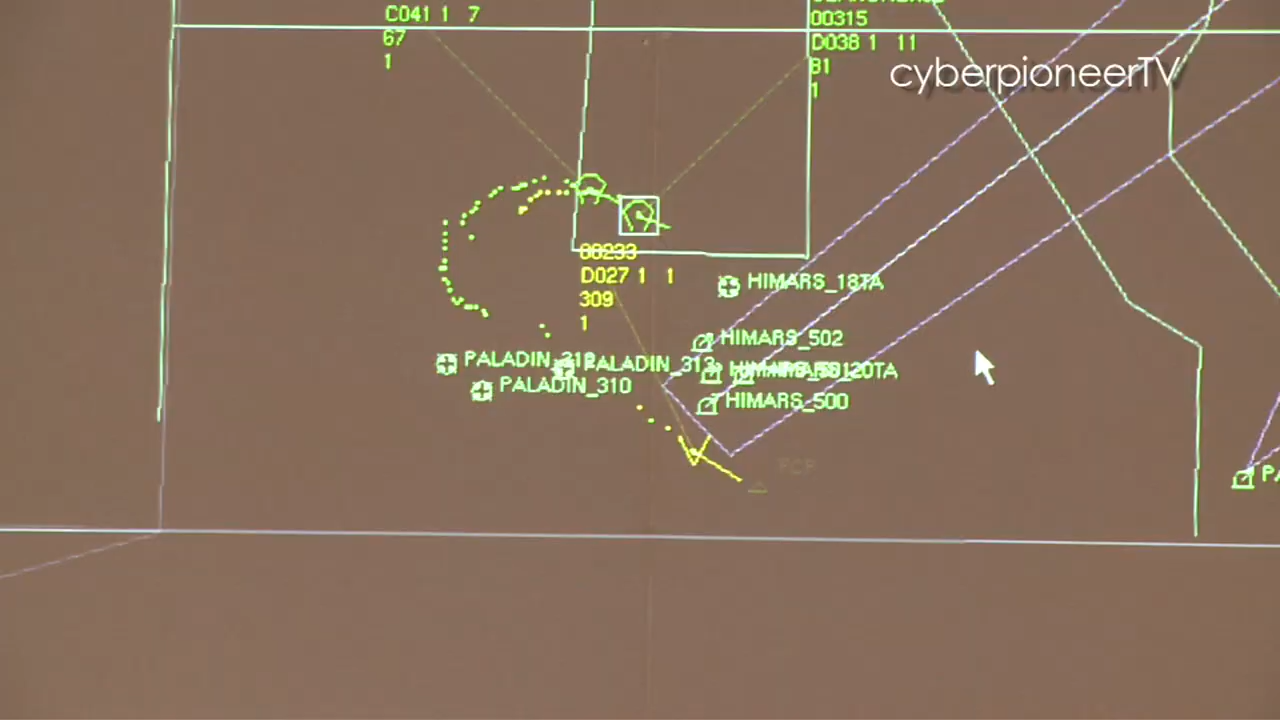 C041 1 7
67
1
00315
D038 1 11
B1
1
cyberpioneerTV
00233
D027 1 1
309
1
HIMARS_18TA
HIMARS_502
PALADIN_313
PALADIN_310
HIMARS_500
FCP